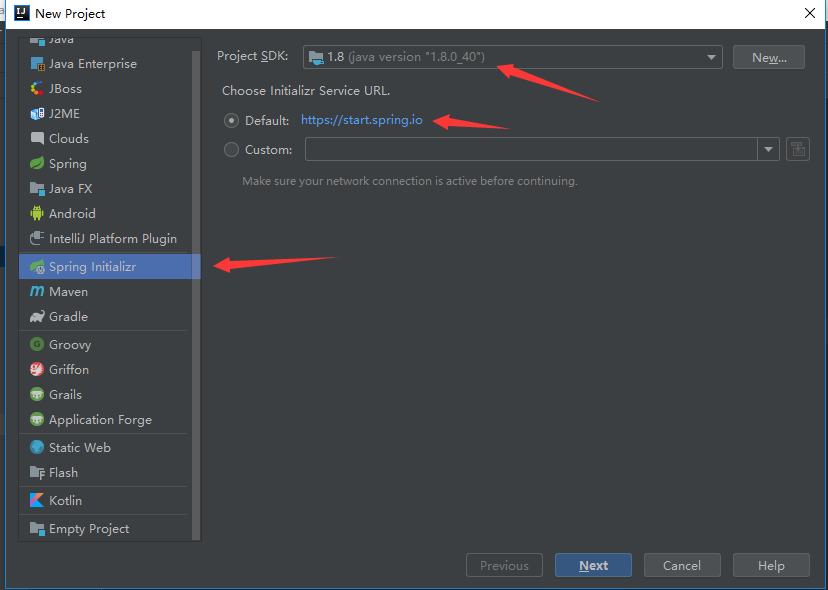 New Project
Java
Java Enterprise
JBoss
J2ME
Clouds
Spring
Java FX
Android
IntelliJ Platform Plugin
Spring Initializr
Maven
Gradle
Groovy
Griffon
Grails
Application Forge
Static Web
Flash
Kotlin
Empty Project
Project SDK: 1.8 (java version "1.8.0_40") New...
Choose Initializr Service URL.
Default: https://start.spring.io
Custom:
Make sure your network connection is active before continuing.
Previous Next Cancel Help